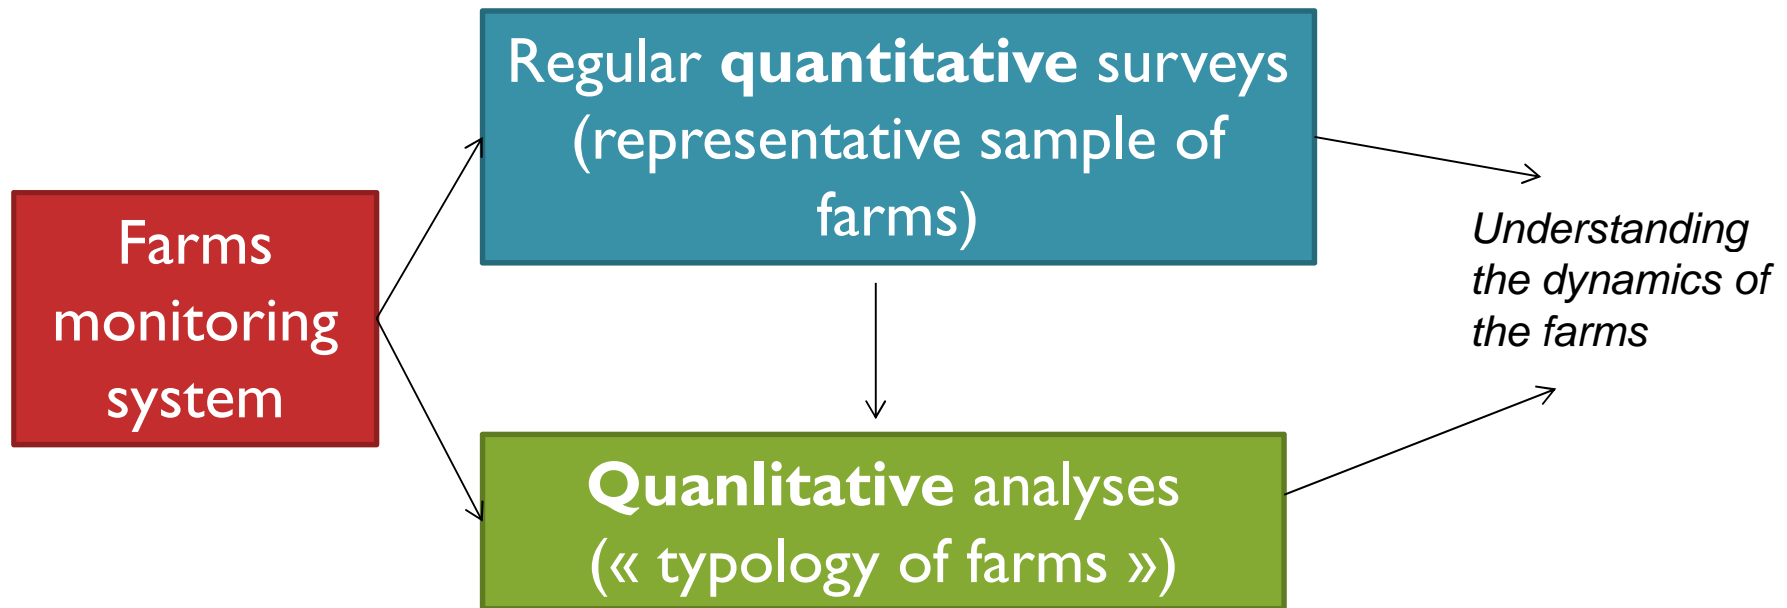 Regular quantitative surveys
(representative sample of
farms)
Farms
monitoring
system
Understanding
the dynamics of
the farms
Quanlitative analyses
(« typology of farms »)